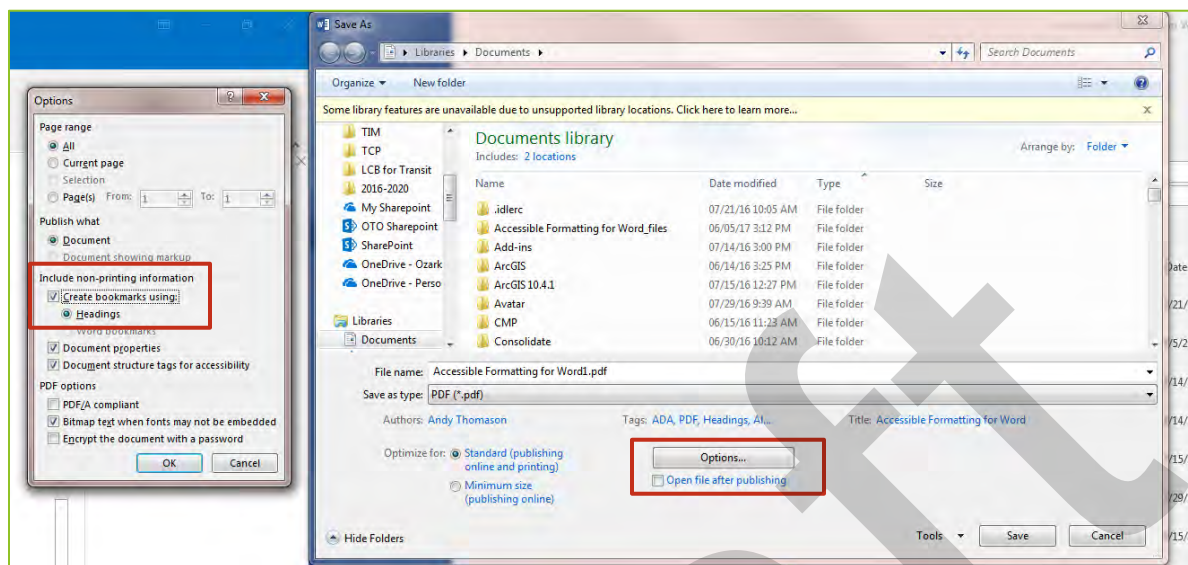 Options
Page range
All
Current page
Selection
Page(s) From: 1 To: 1
Publish what
Document
Document showing markup
Include non-printing information
Create bookmarks using:
Headings
Word bookmarks
Document properties
Document structure tags for accessibility
PDF options
PDF/A compliant
Bitmap text when fonts may not be embedded
Encrypt the document with a password
OK Cancel
Save As
Libraries Documents
Search Documents
Organize New folder
Some library features are unavailable due to unsupported library locations. Click here to learn more...
TIM
TCP
LCB for Transit
2016-2020
My Sharepoint
OTO Sharepoint
SharePoint
OneDrive - Ozark
OneDrive - Perso
Libraries
Documents
Documents library
Includes: 2 locations
Arrange by: Folder
Name Date modified Type Size
.idlerc 07/21/16 10:05 AM File folder
Accessible Formatting for Word_files 06/05/17 3:12 PM File folder
Add-ins 07/14/16 3:00 PM File folder
ArcGIS 06/14/16 3:25 PM File folder
ArcGIS 10.4.1 07/15/16 12:27 PM File folder
Avatar 07/29/16 9:39 AM File folder
CMP 06/15/16 11:23 AM File folder
Consolidate 06/30/16 10:12 AM File folder
File name: Accessible Formatting for Word1.pdf
Save as type: PDF (*.pdf)
Authors: Andy Thomason Tags: ADA, PDF, Headings, Al... Title: Accessible Formatting for Word
Optimize for: Standard (publishing
online and printing)
Minimum size
(publishing online)
Options...
Open file after publishing
Hide Folders
Tools Save Cancel